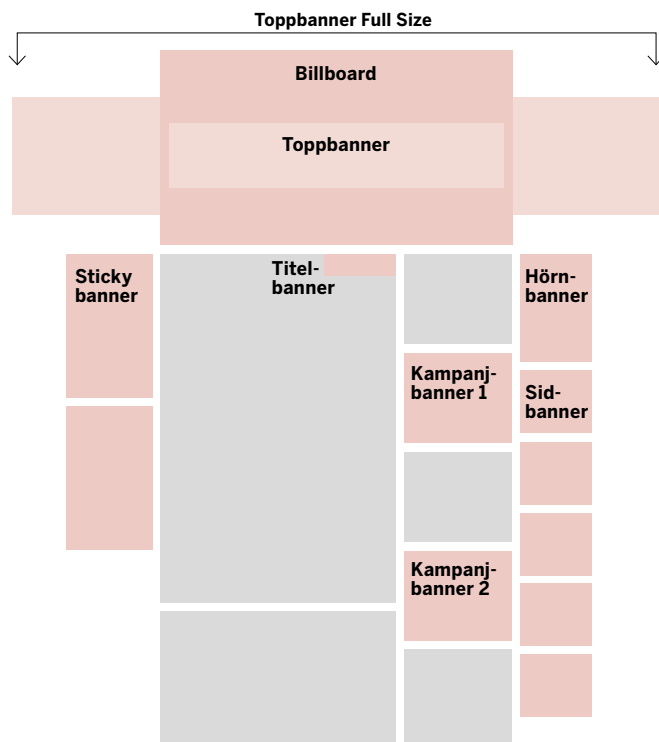 Toppbanner Full Size
Billboard
Toppbanner
Sticky
banner
Titel-
banner
Hörn-
banner
Kampanj-
banner 1
Sid-
banner
Kampanj-
banner 2